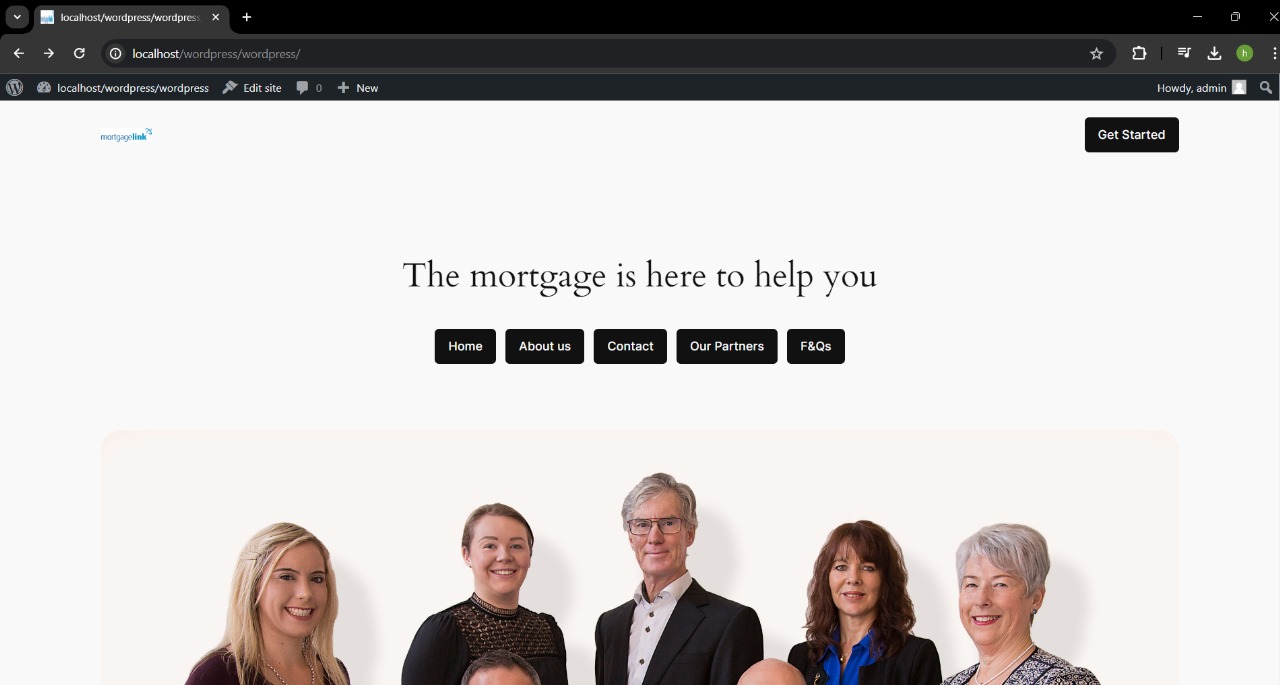 localhost/wordpress/wordpress
localhost/wordpress/wordpress/
h
localhost/wordpress/wordpress
Edit site
0
New
Howdy, admin
mortgagelink
Get Started
The mortgage is here to help you
Home
About us
Contact
Our Partners
F&Qs